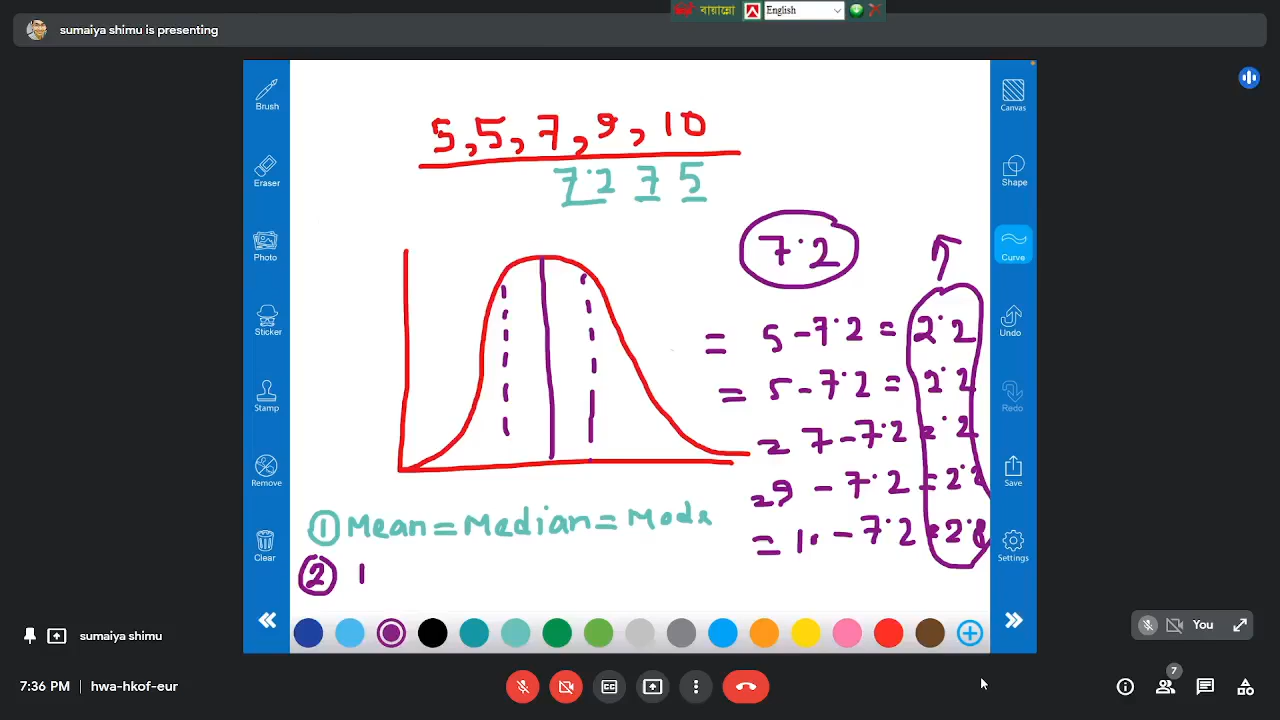 বায়ান্নো English
sumaiya shimu is presenting
Brush
Eraser
Photo
Sticker
Stamp
Remove
Clear
5, 5, 7, 9, 10
7.2 7 5
7.2
= 5 - 7.2 = 2.2
= 5 - 7.2 = 2.2
= 7 - 7.2 = .2
= 9 - 7.2 = 2.2
= 10 - 7.2 = 2.8
① Mean = Median = Mode
② I
Canvas
Shape
Curve
Undo
Redo
Save
Settings
sumaiya shimu
You
7:36 PM | hwa-hkof-eur
7